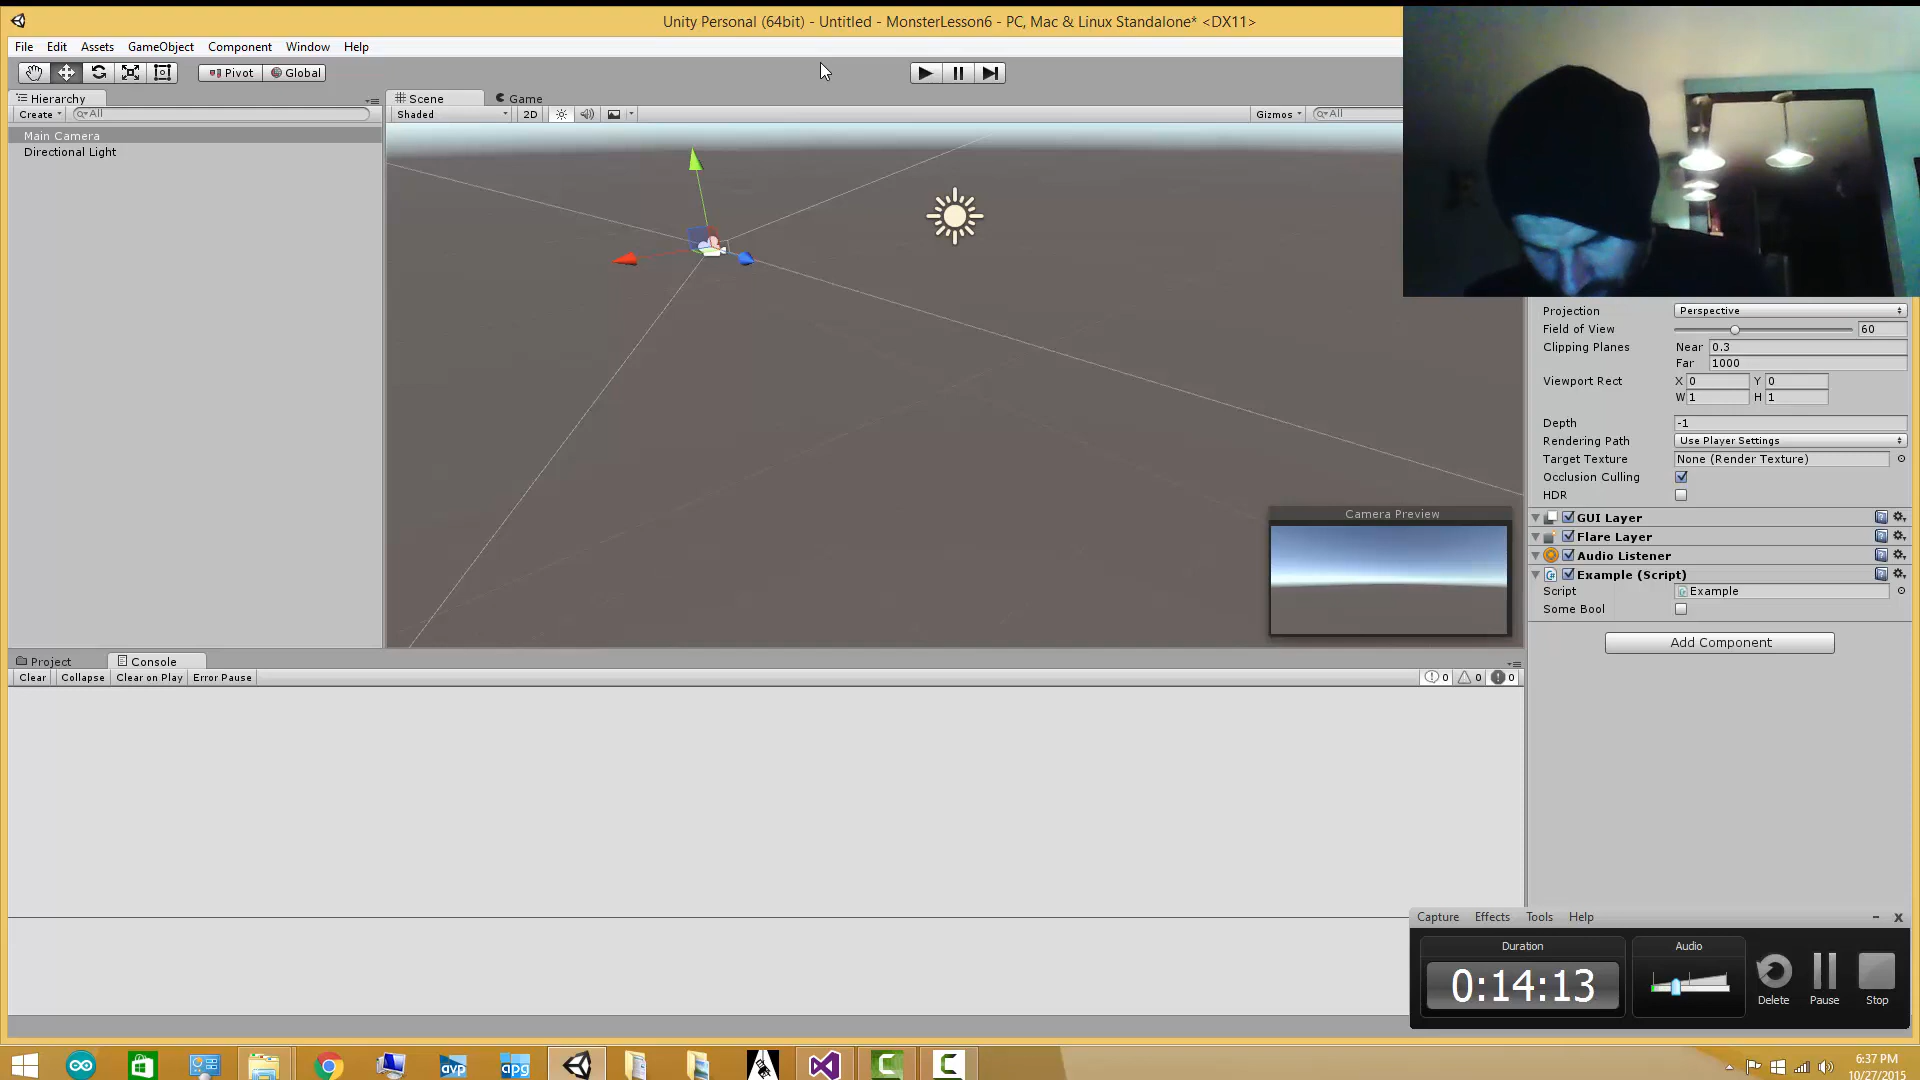 Unity Personal (64bit) - Untitled - MonsterLesson6 - PC, Mac & Linux Standalone* <DX11>
File Edit Assets GameObject Component Window Help
Pivot Global
Hierarchy
Create All
Main Camera
Directional Light
Scene Game
Shaded 2D Gizmos All
Camera Preview
Projection Perspective
Field of View 60
Clipping Planes Near 0.3
Far 1000
Viewport Rect X 0 Y 0
W 1 H 1
Depth -1
Rendering Path Use Player Settings
Target Texture None (Render Texture)
Occlusion Culling
HDR
GUI Layer
Flare Layer
Audio Listener
Example (Script)
Script Example
Some Bool
Add Component
Project Console
Clear Collapse Clear on Play Error Pause 0 0 0
Capture Effects Tools Help - x
Duration Audio
0:14:13
Delete Pause Stop
avp apg
6:37 PM
10/27/2015